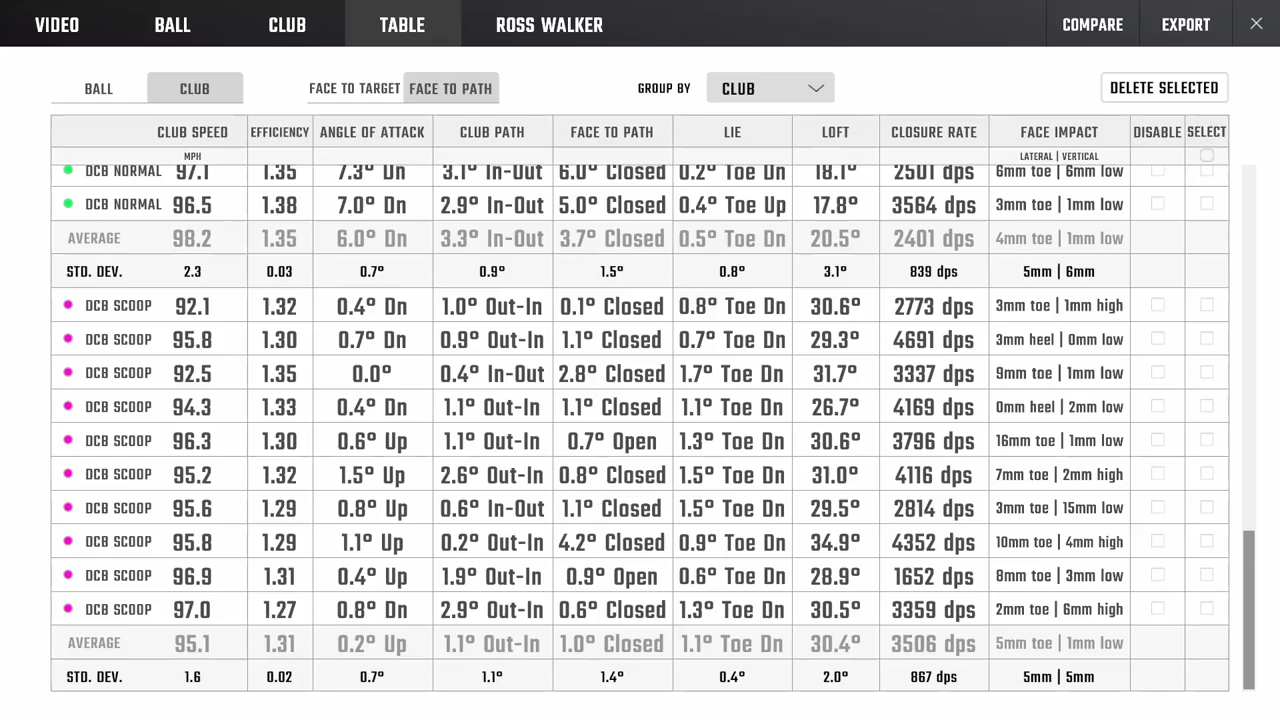 VIDEO BALL CLUB TABLE ROSS WALKER COMPARE EXPORT
BALL CLUB FACE TO TARGET FACE TO PATH GROUP BY CLUB DELETE SELECTED
CLUB SPEED EFFICIENCY ANGLE OF ATTACK CLUB PATH FACE TO PATH LIE LOFT CLOSURE RATE FACE IMPACT DISABLE SELECT
MPH LATERAL | VERTICAL
DCB NORMAL 97.1 1.35 7.3° Dn 3.1° In-Out 6.0° Closed 0.2° Toe Dn 18.1° 2501 dps 6mm toe | 6mm low
DCB NORMAL 96.5 1.38 7.0° Dn 2.9° In-Out 5.0° Closed 0.4° Toe Up 17.8° 3564 dps 3mm toe | 1mm low
AVERAGE 98.2 1.35 6.0° Dn 3.3° In-Out 3.7° Closed 0.5° Toe Dn 20.5° 2401 dps 4mm toe | 1mm low
STD. DEV. 2.3 0.03 0.7° 0.9° 1.5° 0.8° 3.1° 839 dps 5mm | 6mm
DCB SCOOP 92.1 1.32 0.4° Dn 1.0° Out-In 0.1° Closed 0.8° Toe Dn 30.6° 2773 dps 3mm toe | 1mm high
DCB SCOOP 95.8 1.30 0.7° Dn 0.9° Out-In 1.1° Closed 0.7° Toe Dn 29.3° 4691 dps 3mm heel | 0mm low
DCB SCOOP 92.5 1.35 0.0° 0.4° In-Out 2.8° Closed 1.7° Toe Dn 31.7° 3337 dps 9mm toe | 1mm low
DCB SCOOP 94.3 1.33 0.4° Dn 1.1° Out-In 1.1° Closed 1.1° Toe Dn 26.7° 4169 dps 0mm heel | 2mm low
DCB SCOOP 96.3 1.30 0.6° Up 1.1° Out-In 0.7° Open 1.3° Toe Dn 30.6° 3796 dps 16mm toe | 1mm low
DCB SCOOP 95.2 1.32 1.5° Up 2.6° Out-In 0.8° Closed 1.5° Toe Dn 31.0° 4116 dps 7mm toe | 2mm high
DCB SCOOP 95.6 1.29 0.8° Up 0.6° In-Out 1.1° Closed 1.5° Toe Dn 29.5° 2814 dps 3mm toe | 15mm low
DCB SCOOP 95.8 1.29 1.1° Up 0.2° Out-In 4.2° Closed 0.9° Toe Dn 34.9° 4352 dps 10mm toe | 4mm high
DCB SCOOP 96.9 1.31 0.4° Up 1.9° Out-In 0.9° Open 0.6° Toe Dn 28.9° 1652 dps 8mm toe | 3mm low
DCB SCOOP 97.0 1.27 0.8° Dn 2.9° Out-In 0.6° Closed 1.3° Toe Dn 30.5° 3359 dps 2mm toe | 6mm high
AVERAGE 95.1 1.31 0.2° Up 1.1° Out-In 1.0° Closed 1.1° Toe Dn 30.4° 3506 dps 5mm toe | 1mm low
STD. DEV. 1.6 0.02 0.7° 1.1° 1.4° 0.4° 2.0° 867 dps 5mm | 5mm